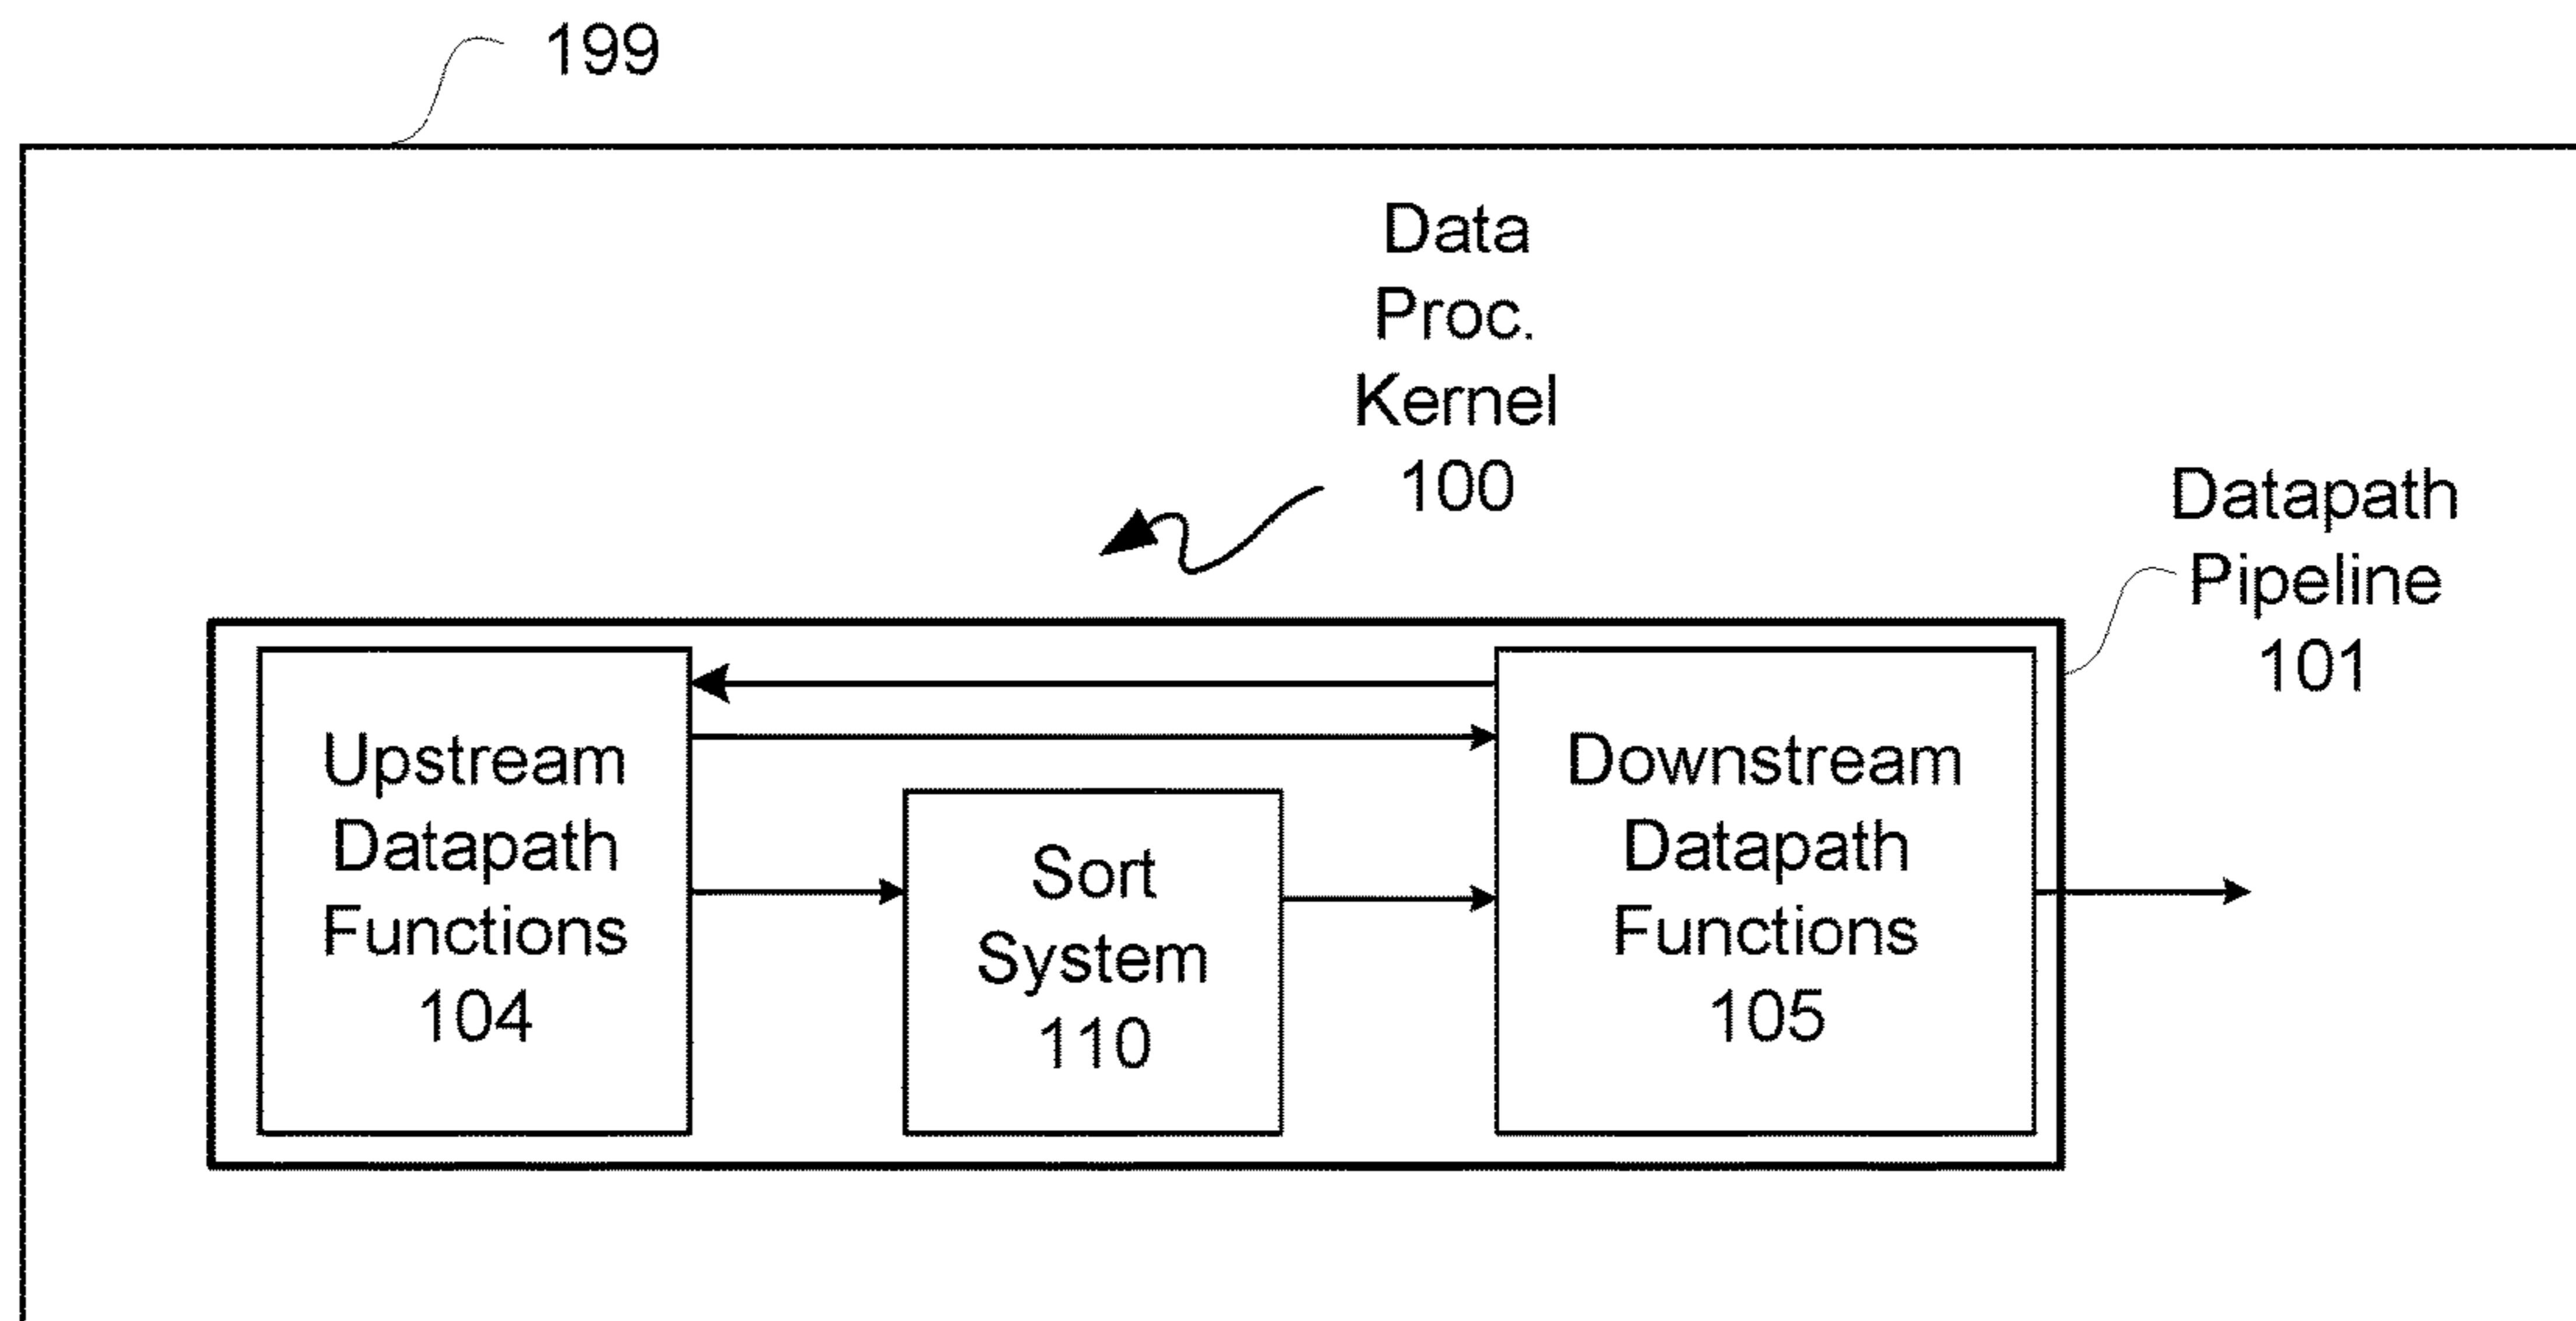 199
Data
Proc.
Kernel
100
Datapath
Pipeline
101
Upstream
Datapath
Functions
104
Sort
System
110
Downstream
Datapath
Functions
105